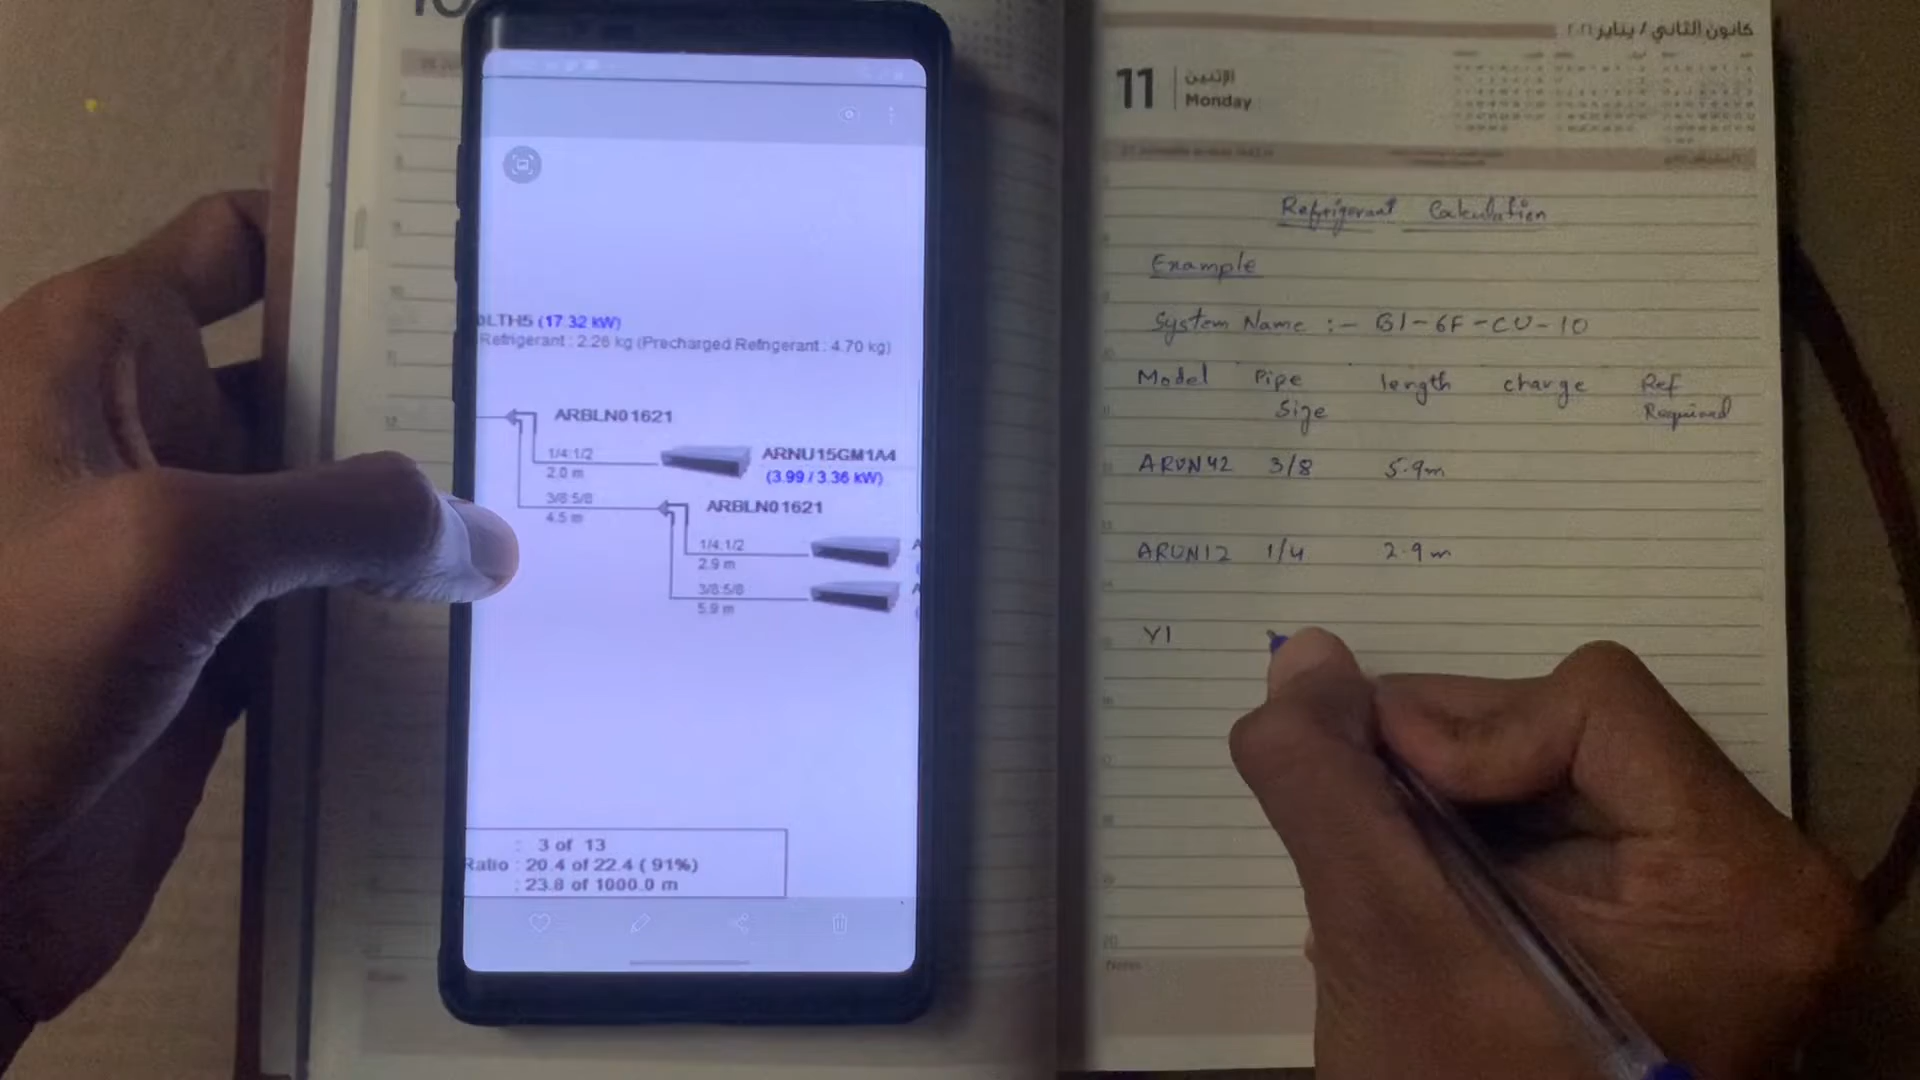 10
0LTH5 (17.32 kW)
Refrigerant : 2.26 kg (Precharged Refrigerant : 4.70 kg)
ARBLN01621
1/4:1/2
2.0 m
ARNU15GM1A4
(3.99 / 3.36 kW)
3/8:5/8
4.5 m
ARBLN01621
1/4:1/2
2.9 m
A
3/8:5/8
5.9 m
A
: 3 of 13
Ratio : 20.4 of 22.4 ( 91%)
: 23.8 of 1000.0 m
كانون الثاني / يناير ٢٠٢١
11
الإثنين
Monday
Refrigerant Calculation
Example
System Name :- G1-6F-CU-10
Model Pipe Size length charge Ref Required
ARUN42 3/8 5.9m
ARUN12 1/4 2.9m
Y1
Notes